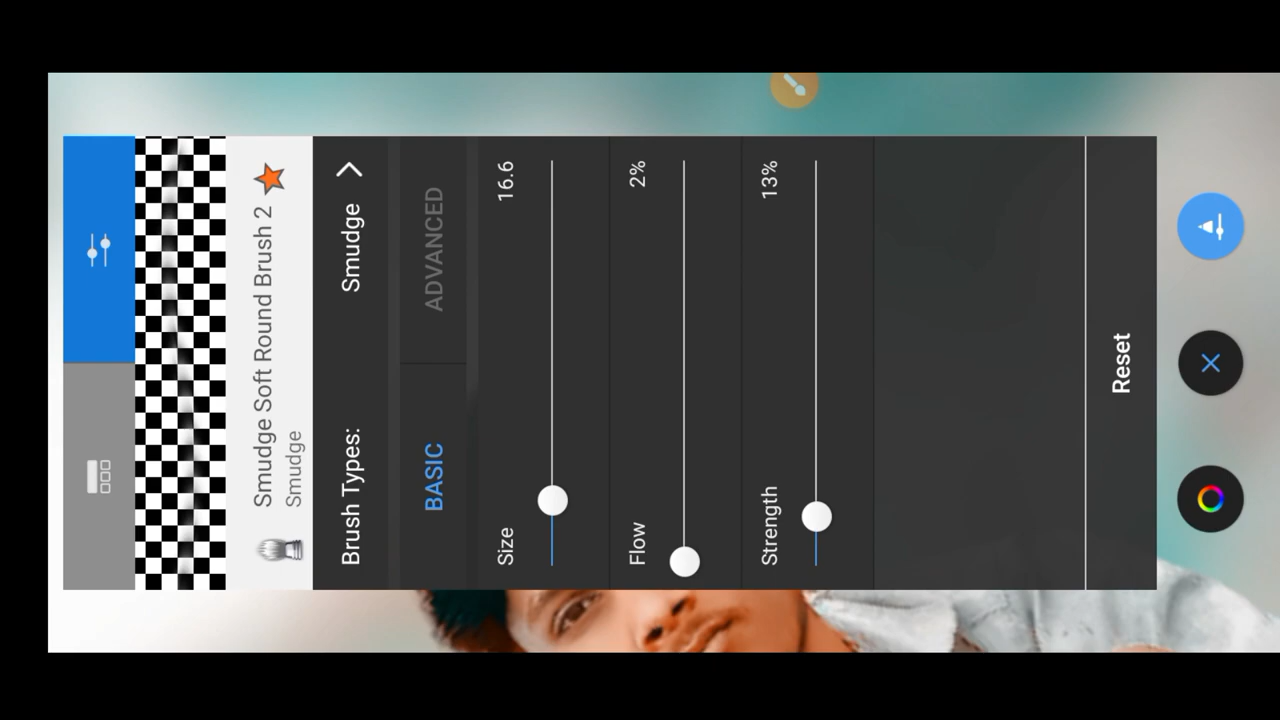 Smudge Soft Round Brush 2
Smudge
Brush Types:
Smudge
BASIC
ADVANCED
Size
16.6
Flow
2%
Strength
13%
Reset